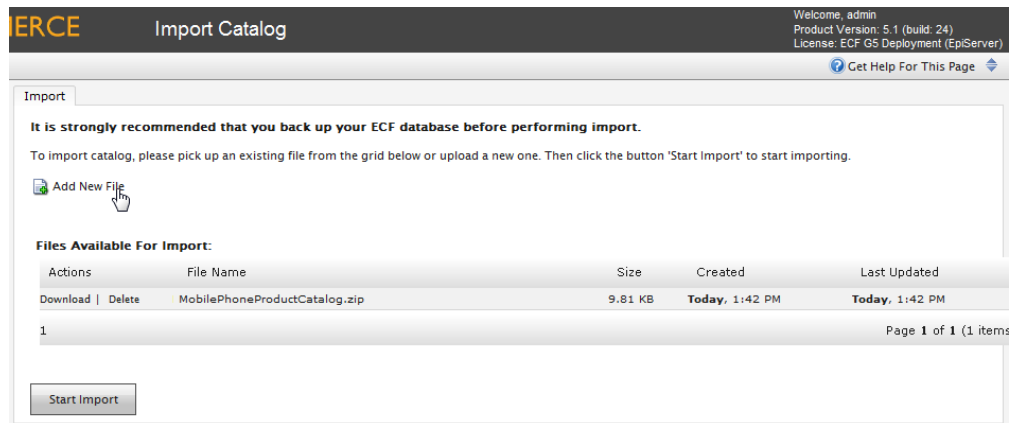 IERCE
Import Catalog
Welcome, admin
Product Version: 5.1 (build: 24)
License: ECF G5 Deployment (EpiServer)
Get Help For This Page
Import
It is strongly recommended that you back up your ECF database before performing import.
To import catalog, please pick up an existing file from the grid below or upload a new one. Then click the button 'Start Import' to start importing.
Add New File
Files Available For Import:
Actions File Name Size Created Last Updated
Download | Delete MobilePhoneProductCatalog.zip 9.81 KB Today, 1:42 PM Today, 1:42 PM
1 Page 1 of 1 (1 items
Start Import